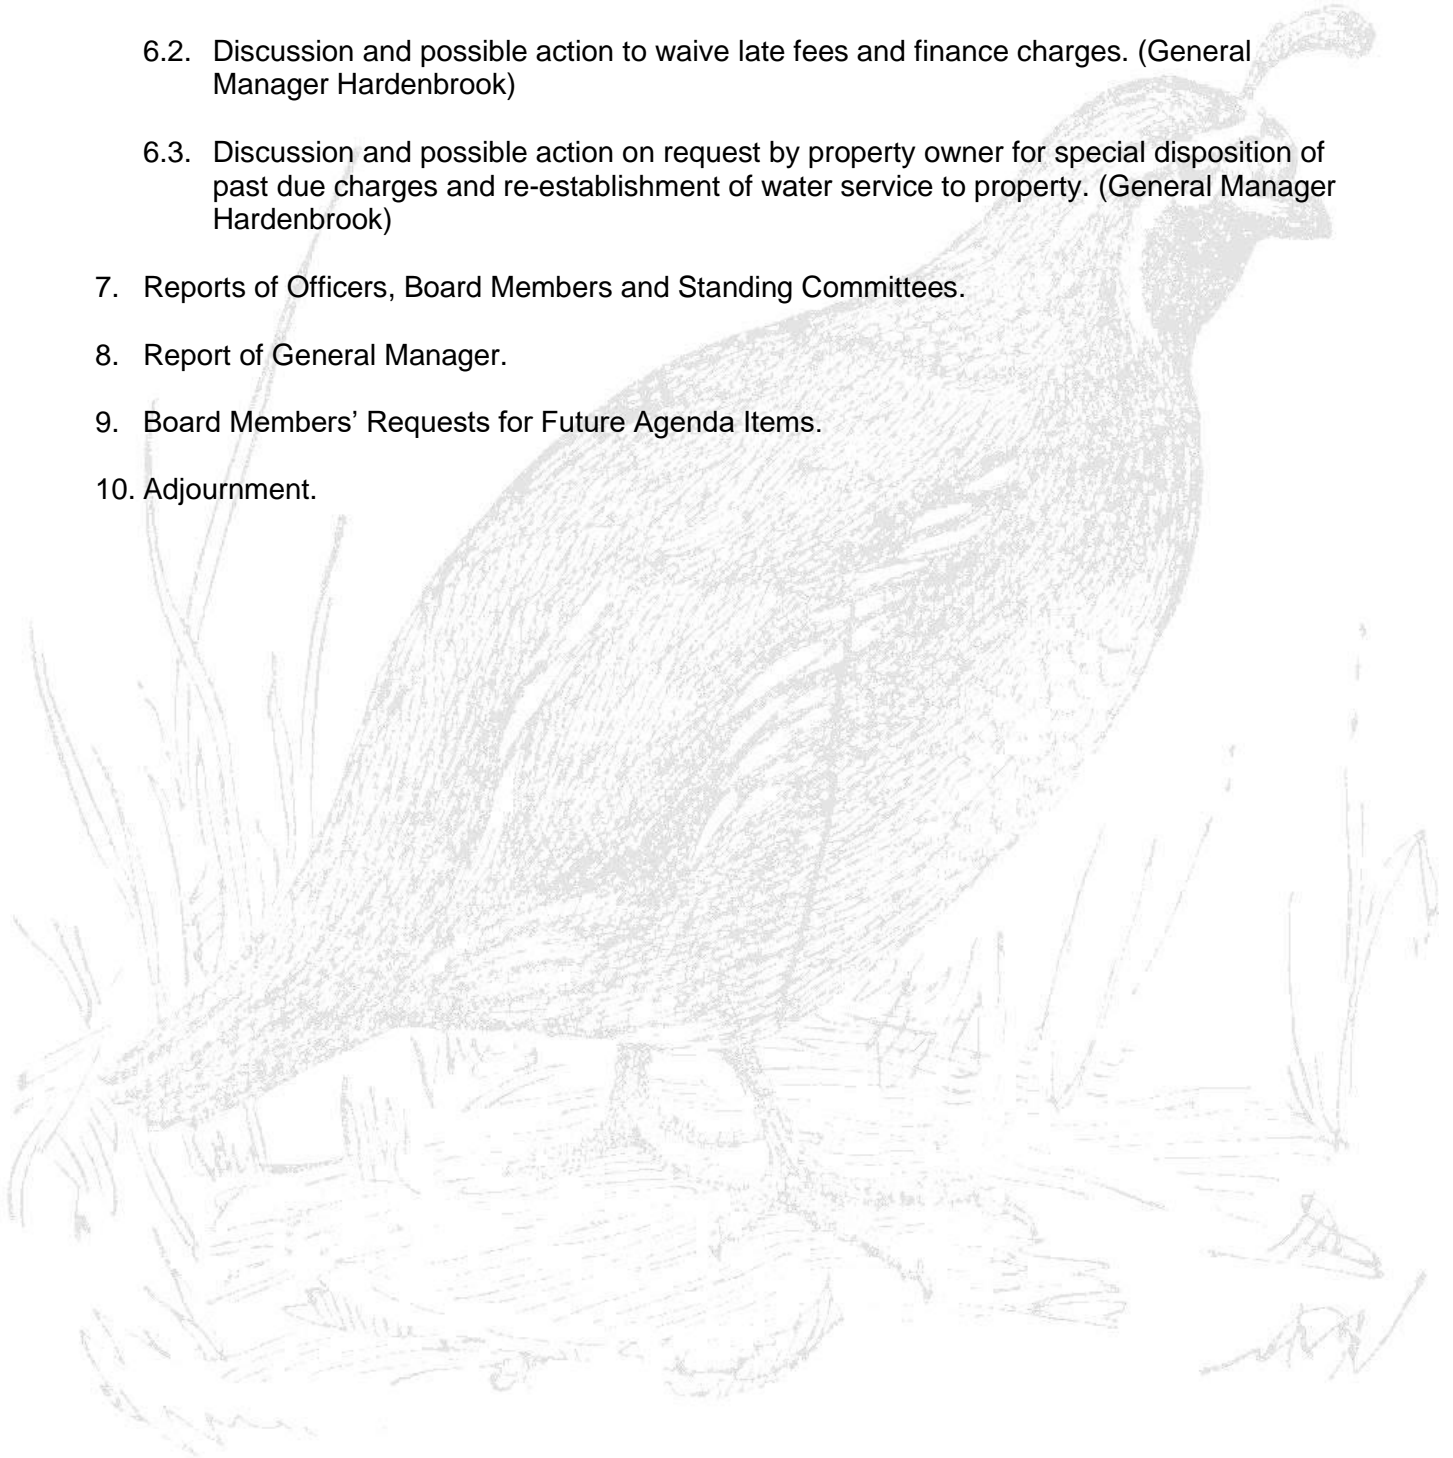 6.2. Discussion and possible action to waive late fees and finance charges. (General
Manager Hardenbrook)
6.3. Discussion and possible action on request by property owner for special disposition of
past due charges and re-establishment of water service to property. (General Manager
Hardenbrook)
7. Reports of Officers, Board Members and Standing Committees.
8. Report of General Manager.
9. Board Members’ Requests for Future Agenda Items.
10. Adjournment.